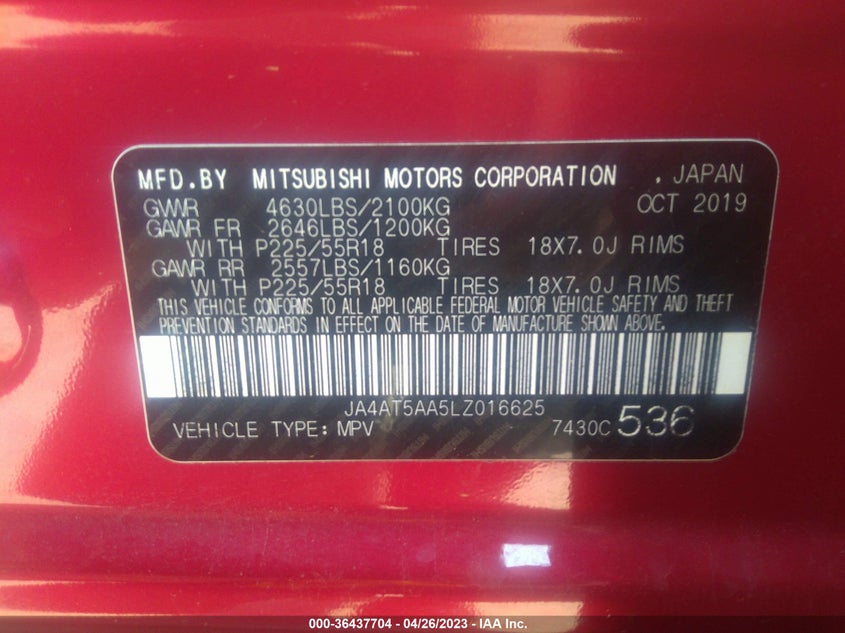 MFD.BY MITSUBISHI MOTORS CORPORATION . JAPAN
GVWR 4630LBS/2100KG OCT 2019
GAWR FR 2646LBS/1200KG
WITH P225/55R18 TIRES 18X7.0J RIMS
GAWR RR 2557LBS/1160KG
WITH P225/55R18 TIRES 18X7.0J RIMS
THIS VEHICLE CONFORMS TO ALL APPLICABLE FEDERAL MOTOR VEHICLE SAFETY AND THEFT
PREVENTION STANDARDS IN EFFECT ON THE DATE OF MANUFACTURE SHOWN ABOVE.
JA4AT5AA5LZ016625
VEHICLE TYPE: MPV 7430C 536
000-36437704 - 04/26/2023 - IAA Inc.